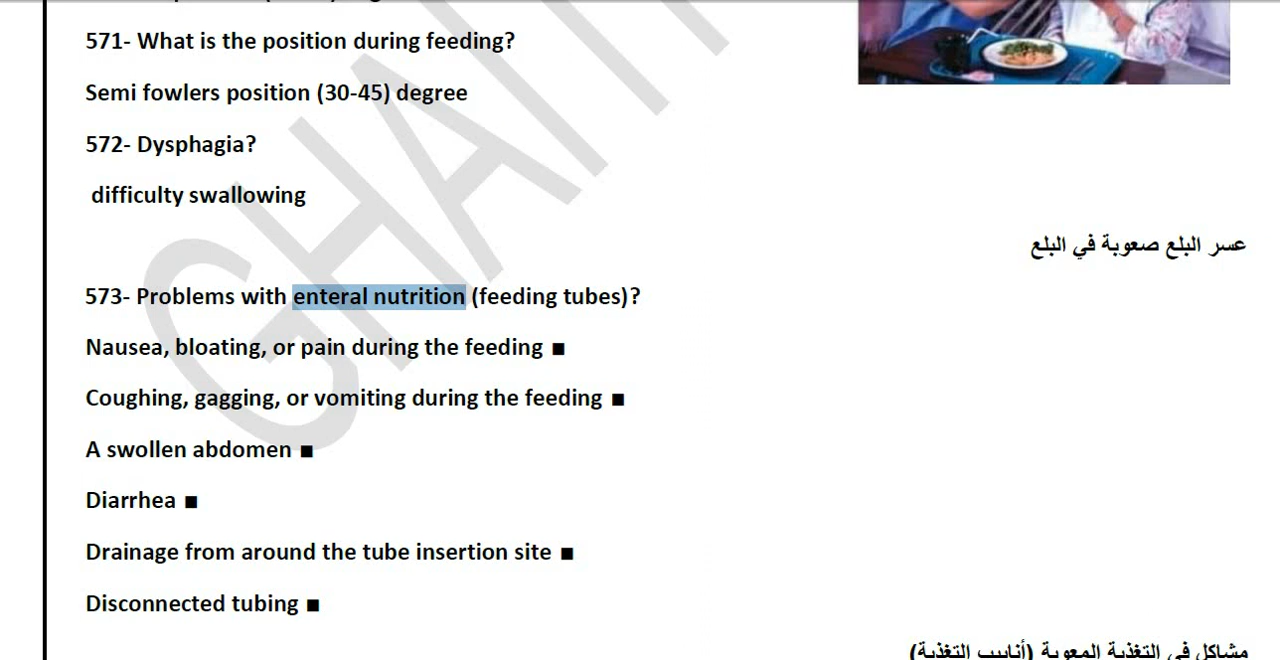 571- What is the position during feeding?
Semi fowlers position (30-45) degree
572- Dysphagia?
difficulty swallowing
عسر البلع صعوبة في البلع
573- Problems with enteral nutrition (feeding tubes)?
Nausea, bloating, or pain during the feeding ■
Coughing, gagging, or vomiting during the feeding ■
A swollen abdomen ■
Diarrhea ■
Drainage from around the tube insertion site ■
Disconnected tubing ■
مشاكل في التغذية المعوية (أنابيب التغذية)